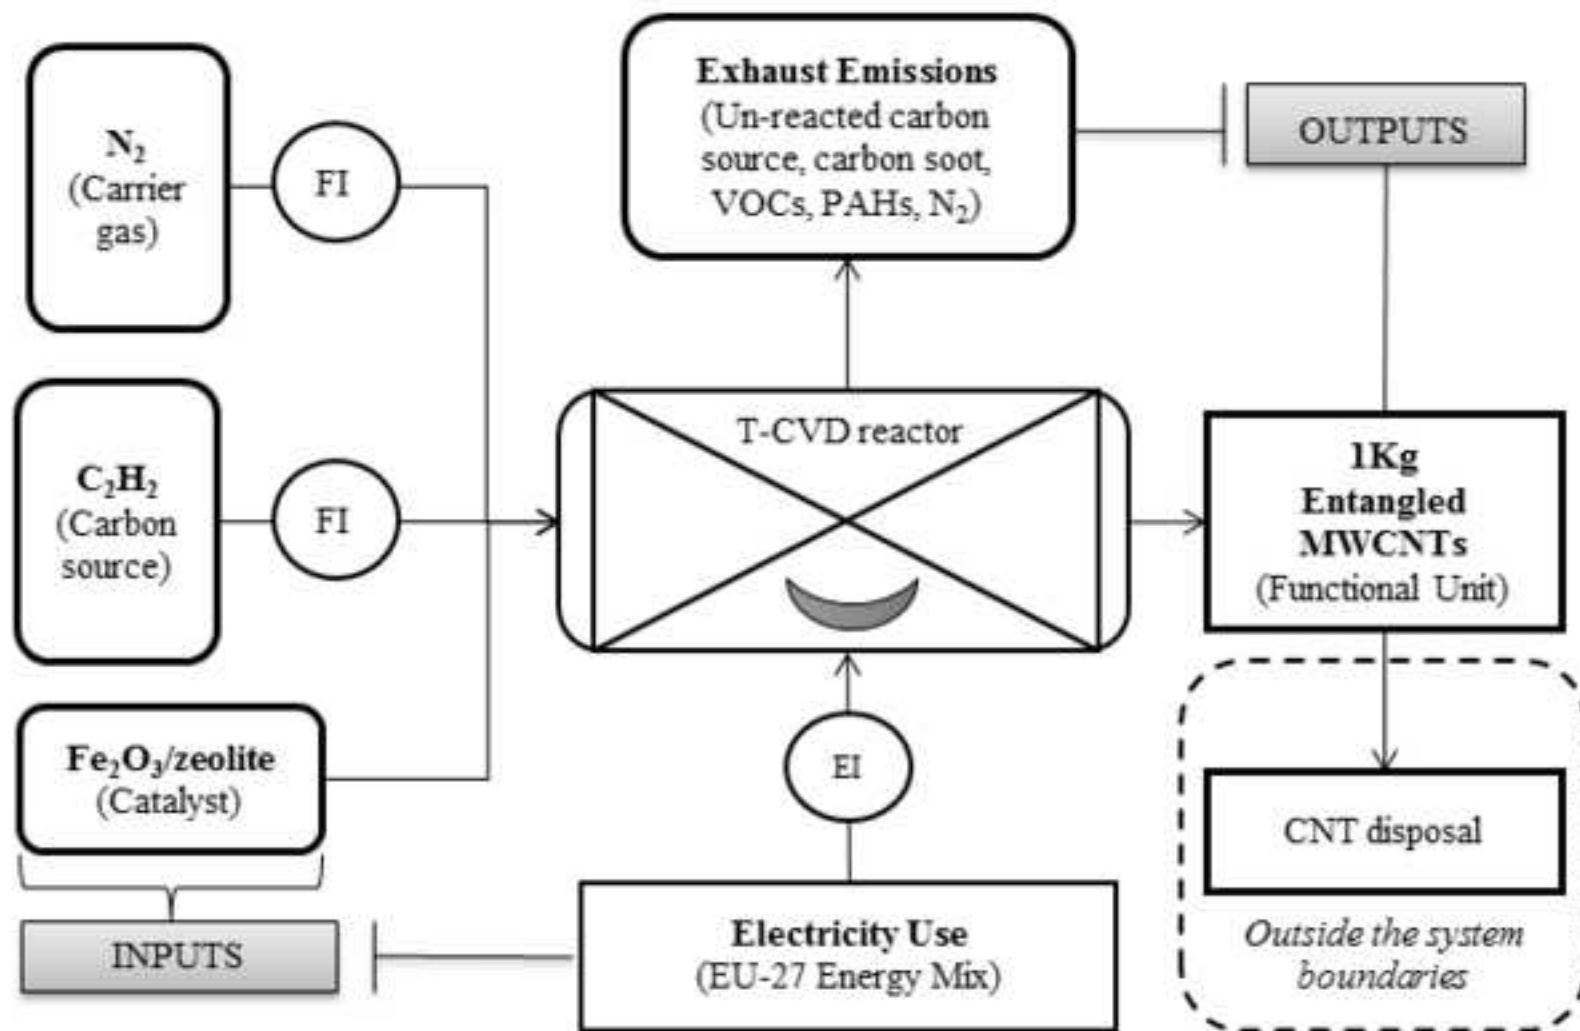 N₂
(Carrier
gas)
FI
Exhaust Emissions
(Un-reacted carbon
source, carbon soot,
VOCs, PAHs, N₂)
OUTPUTS
C₂H₂
(Carbon
source)
FI
T-CVD reactor
1Kg
Entangled
MWCNTs
(Functional Unit)
Fe₂O₃/zeolite
(Catalyst)
EI
CNT disposal
INPUTS
Electricity Use
(EU-27 Energy Mix)
Outside the system
boundaries